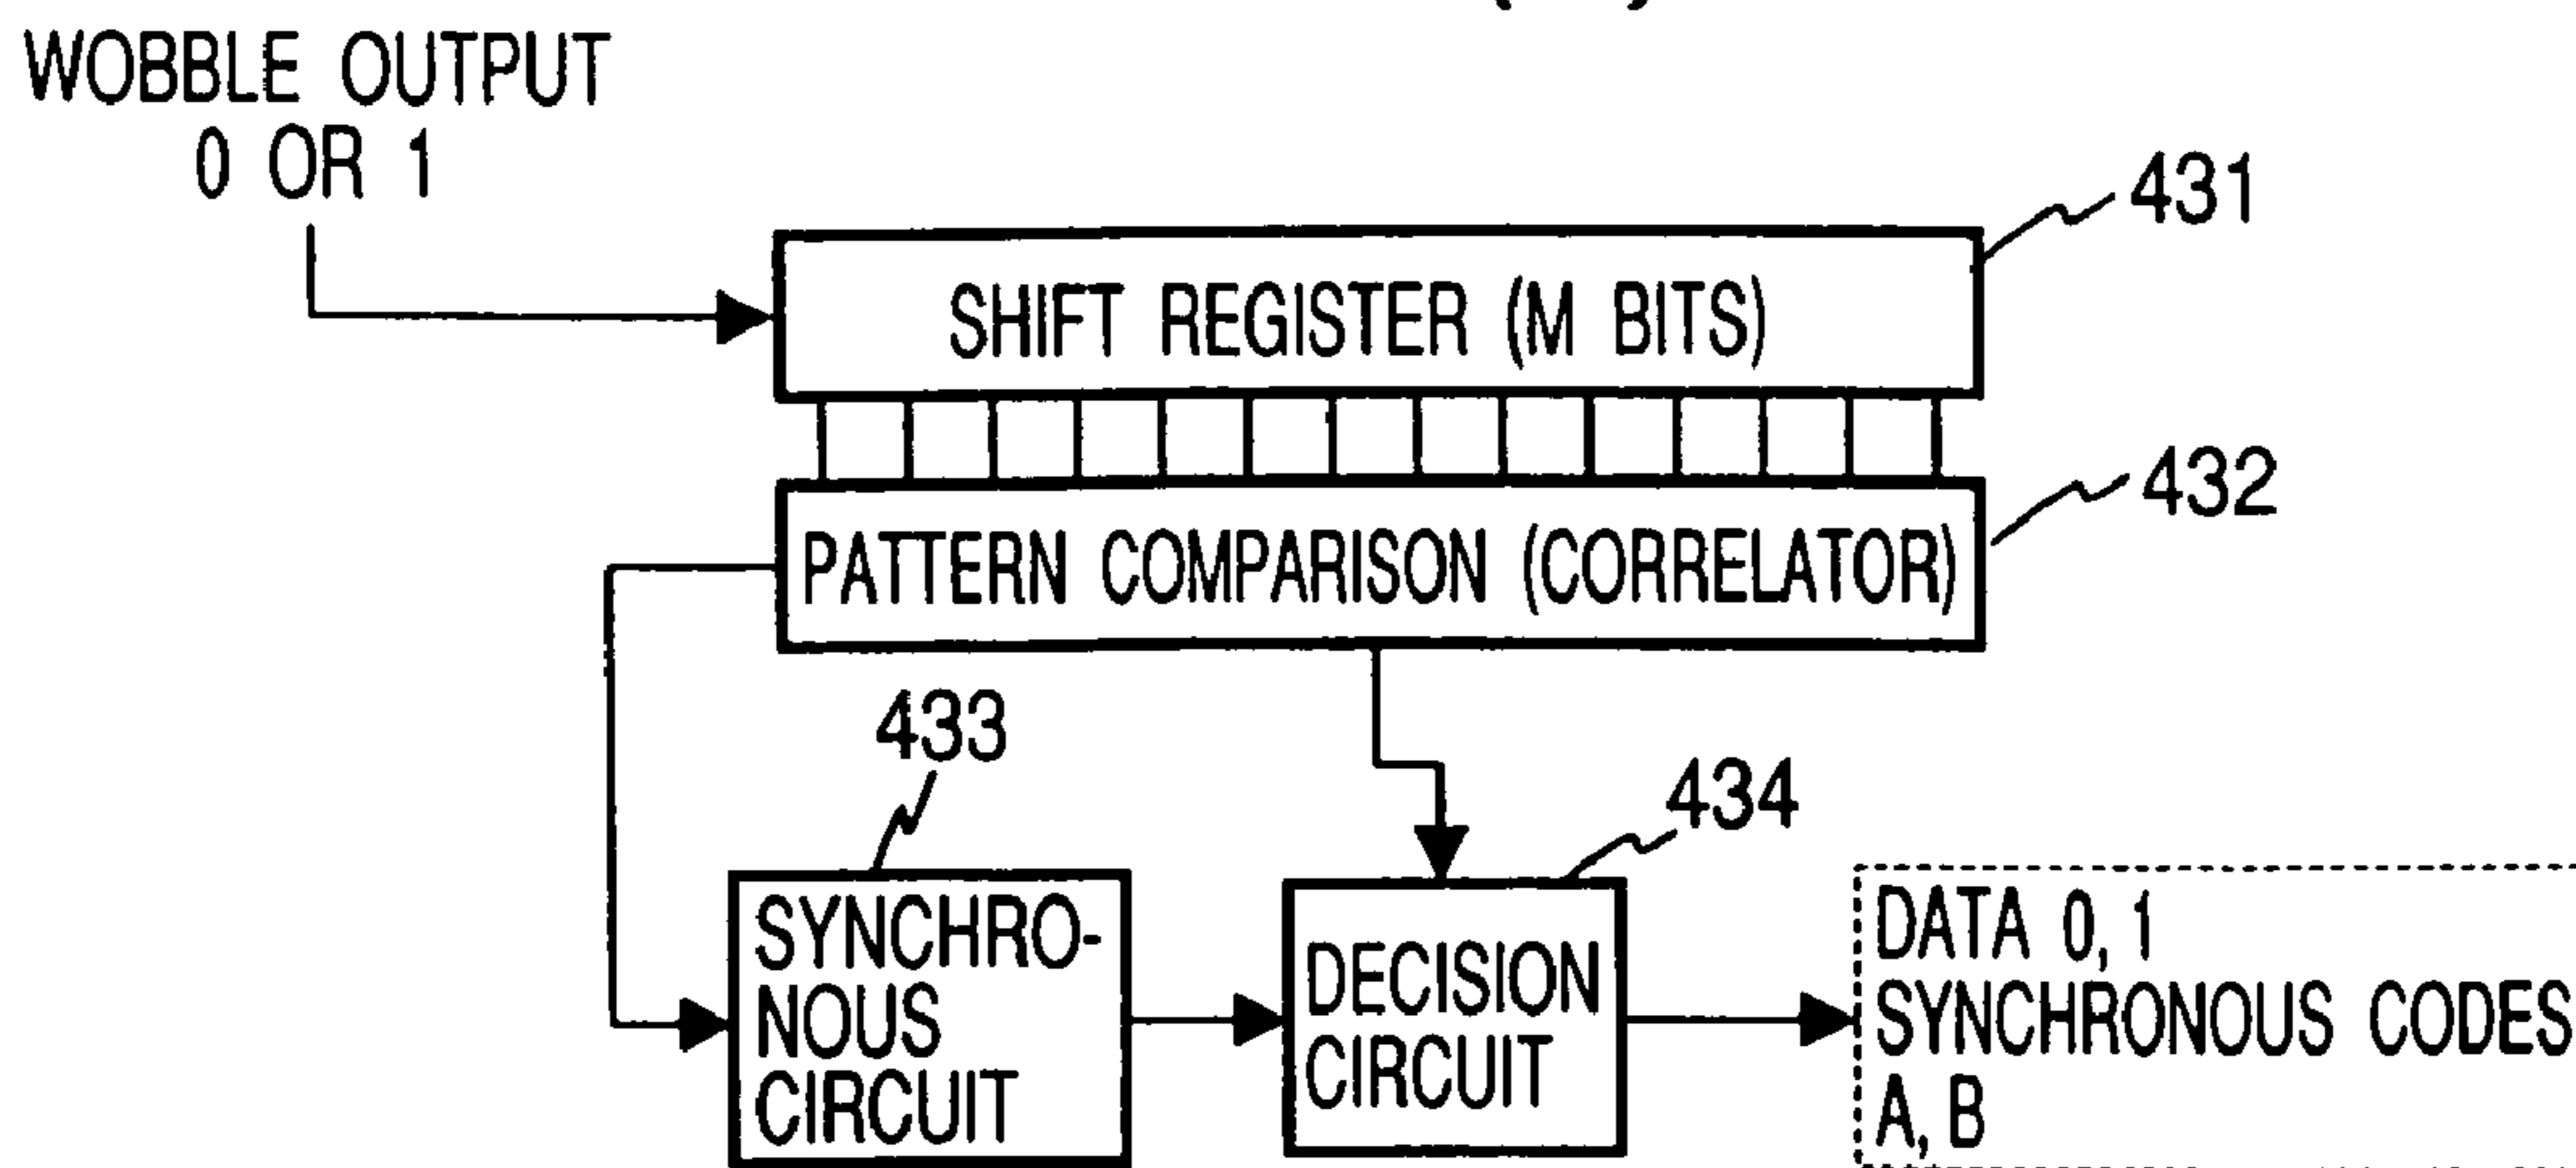 WOBBLE OUTPUT
0 OR 1
431
SHIFT REGISTER (M BITS)
432
PATTERN COMPARISON (CORRELATOR)
433
434
SYNCHRO-
NOUS
CIRCUIT
DECISION
CIRCUIT
DATA 0, 1
SYNCHRONOUS CODES
A, B